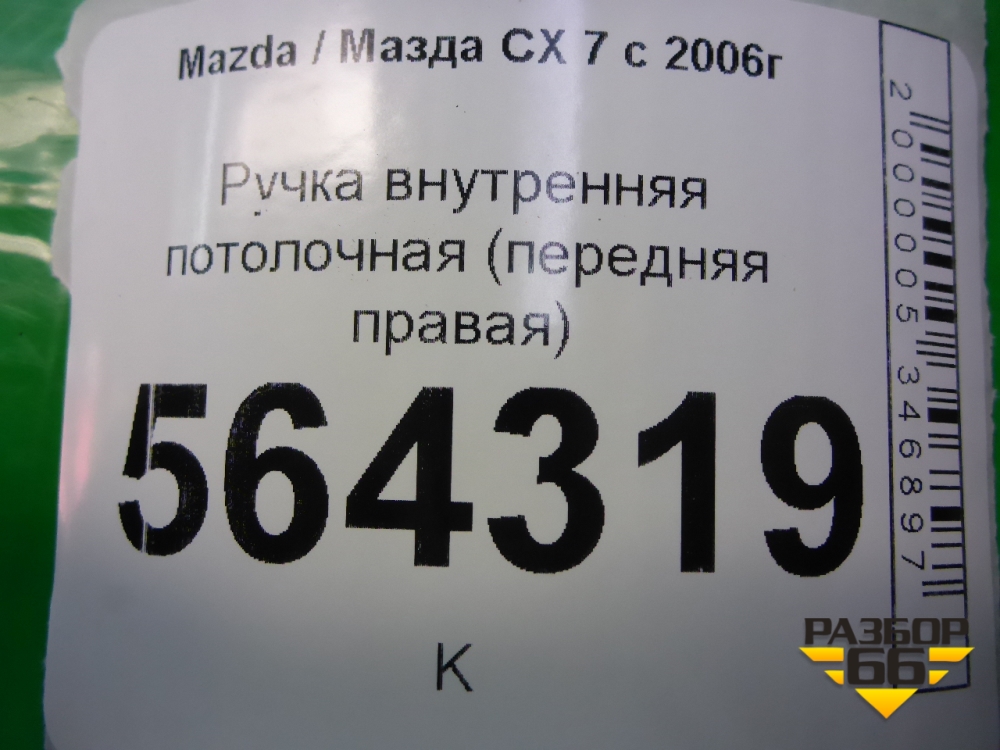 Mazda / Мазда CX 7 с 2006г
Ручка внутренняя
потолочная (передняя
правая)
564319
К
2000005346897
РАЗБОР
66